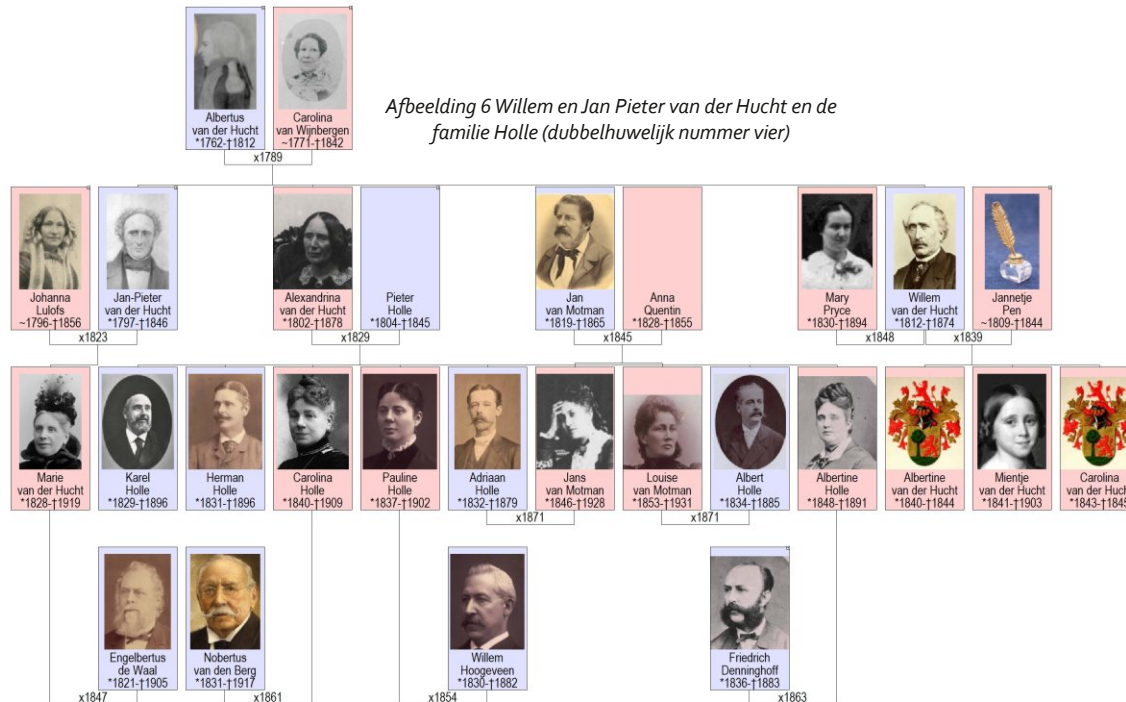 Albertus
van der Hucht
*1762-†1812
Carolina
van Wijnbergen
~1771-†1842
Afbeelding 6 Willem en Jan Pieter van der Hucht en de
familie Holle (dubbelhuwelijk nummer vier)
x1789
Johanna
Lulofs
~1796-†1856
Jan-Pieter
van der Hucht
*1797-†1846
Alexandrina
van der Hucht
*1802-†1878
Pieter
Holle
*1804-†1845
Jan
van Motman
*1819-†1865
Anna
Quentin
*1828-†1855
Mary
Pryce
*1830-†1894
Willem
van der Hucht
*1812-†1874
Jannetje
Pen
~1809-†1844
x1823
x1829
x1845
x1848
x1839
Marie
van der Hucht
*1828-†1919
Karel
Holle
*1829-†1896
Herman
Holle
*1831-†1896
Carolina
Holle
*1840-†1909
Pauline
Holle
*1837-†1902
Adriaan
Holle
*1832-†1879
Jans
van Motman
*1846-†1928
Louise
van Motman
*1853-†1931
Albert
Holle
*1834-†1885
Albertine
Holle
*1848-†1891
Albertine
van der Hucht
*1840-†1844
Mientje
van der Hucht
*1841-†1903
Carolina
van der Hucht
*1843-†1845
x1871
x1871
Engelbertus
de Waal
*1821-†1905
Nobertus
van den Berg
*1831-†1917
Willem
Hoogeveen
*1830-†1882
Friedrich
Denninghoff
*1836-†1883
x1847
x1861
x1854
x1863